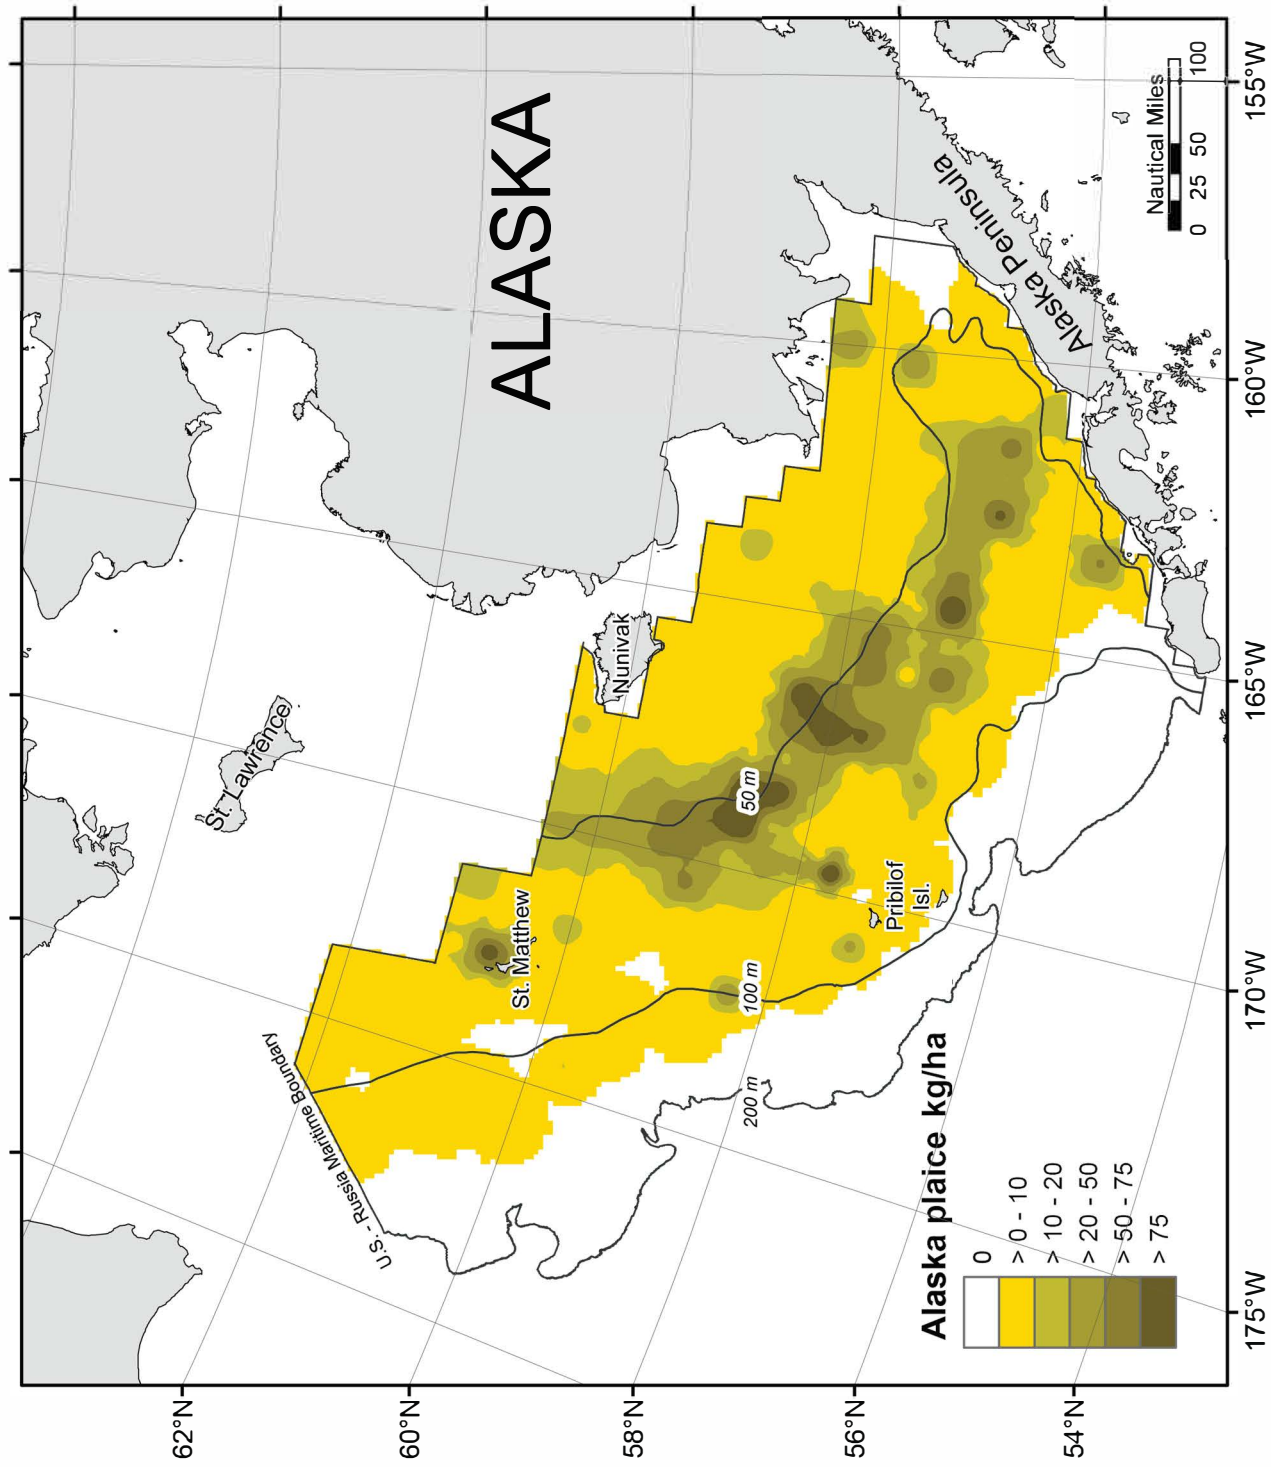 ALASKA
St. Lawrence
Nunivak
St. Matthew
Pribilof
Isl.
Alaska Peninsula
U.S. - Russia Maritime Boundary
50 m
100 m
200 m
Alaska plaice kg/ha
0
> 0 - 10
> 10 - 20
> 20 - 50
> 50 - 75
> 75
Nautical Miles
0 25 50 100
62°N
60°N
58°N
56°N
54°N
175°W
170°W
165°W
160°W
155°W